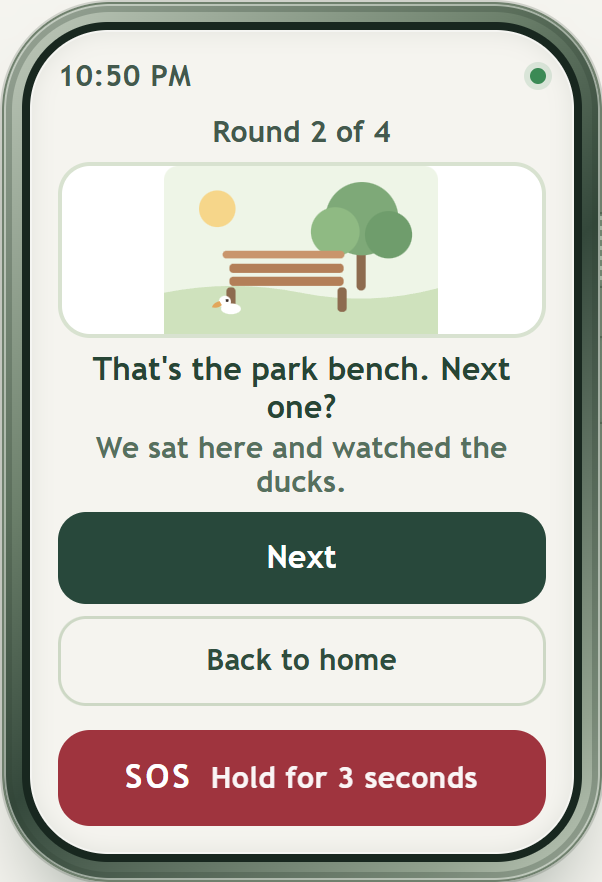 10:50 PM
Round 2 of 4
That's the park bench. Next
one?
We sat here and watched the
ducks.
Next
Back to home
SOS Hold for 3 seconds